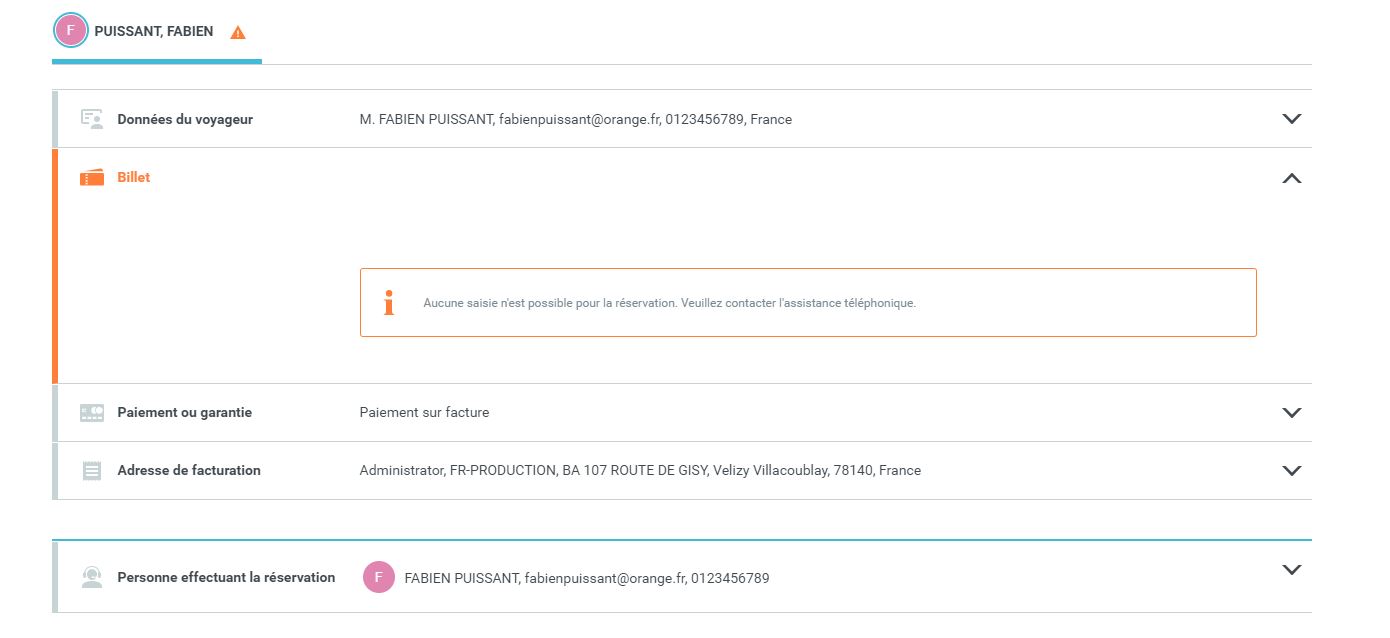 F PUISSANT, FABIEN
Données du voyageur M. FABIEN PUISSANT, fabienpuissant@orange.fr, 0123456789, France
Billet
Aucune saisie n'est possible pour la réservation. Veuillez contacter l'assistance téléphonique.
Paiement ou garantie Paiement sur facture
Adresse de facturation Administrator, FR-PRODUCTION, BA 107 ROUTE DE GISY, Velizy Villacoublay, 78140, France
Personne effectuant la réservation F FABIEN PUISSANT, fabienpuissant@orange.fr, 0123456789